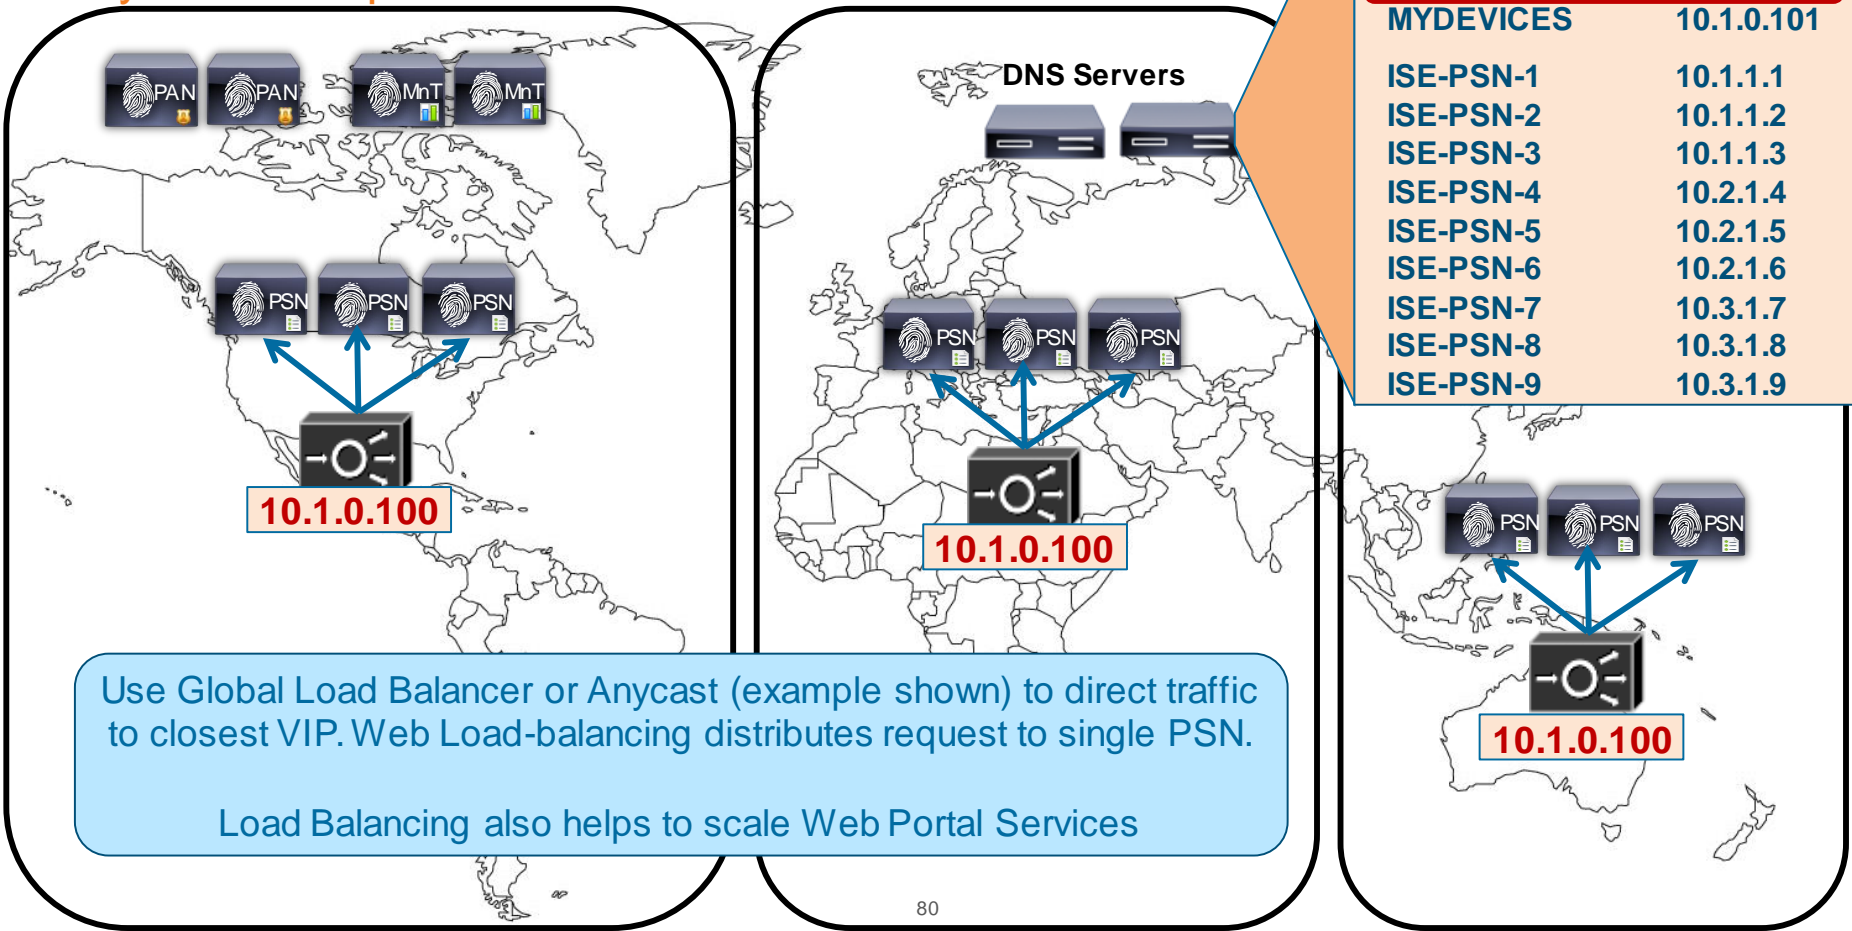 MYDEVICES 10.1.0.101
DNS Servers
ISE-PSN-1 10.1.1.1
ISE-PSN-2 10.1.1.2
ISE-PSN-3 10.1.1.3
ISE-PSN-4 10.2.1.4
ISE-PSN-5 10.2.1.5
ISE-PSN-6 10.2.1.6
ISE-PSN-7 10.3.1.7
ISE-PSN-8 10.3.1.8
ISE-PSN-9 10.3.1.9
PAN PAN MnT MnT
PSN PSN PSN
10.1.0.100
PSN PSN PSN
10.1.0.100
PSN PSN PSN
10.1.0.100
Use Global Load Balancer or Anycast (example shown) to direct traffic
to closest VIP. Web Load-balancing distributes request to single PSN.
Load Balancing also helps to scale Web Portal Services
80